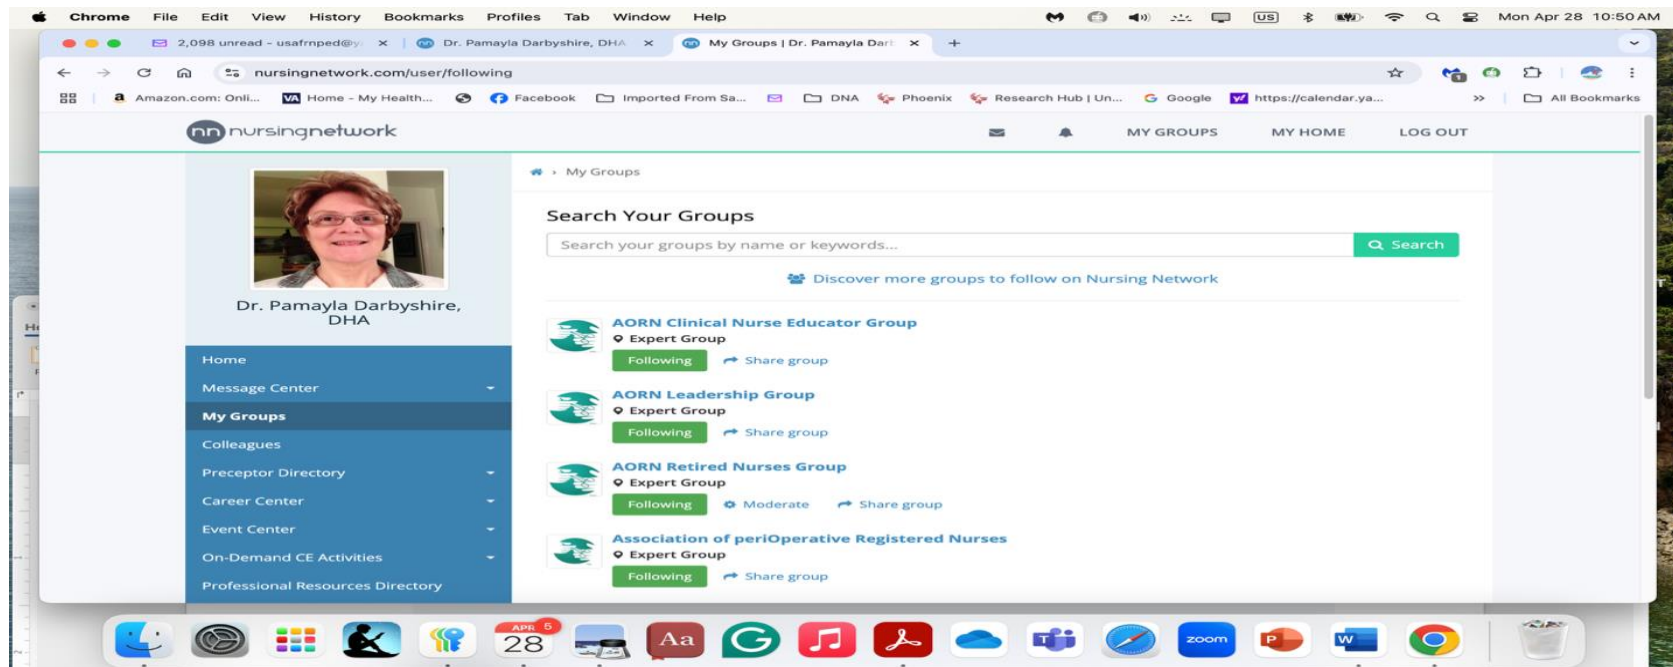 Chrome File Edit View History Bookmarks Profiles Tab Window Help US Mon Apr 28 10:50 AM
2,098 unread - usafrnped@y Dr. Pamayla Darbyshire, DHA My Groups | Dr. Pamayla Dar
nursingnetwork.com/user/following
Amazon.com: Onli... VA Home - My Health... Facebook Imported From Sa... DNA Phoenix Research Hub | Un... Google https://calendar.ya... All Bookmarks
nn nursingnetwork MY GROUPS MY HOME LOG OUT
My Groups
Search Your Groups
Search your groups by name or keywords... Search
Discover more groups to follow on Nursing Network
Dr. Pamayla Darbyshire,
DHA
Home
Message Center
My Groups
Colleagues
Preceptor Directory
Career Center
Event Center
On-Demand CE Activities
Professional Resources Directory
AORN Clinical Nurse Educator Group
Expert Group
Following Share group
AORN Leadership Group
Expert Group
Following Share group
AORN Retired Nurses Group
Expert Group
Following Moderate Share group
Association of periOperative Registered Nurses
Expert Group
Following Share group
APR 5
28 Aa zoom P W